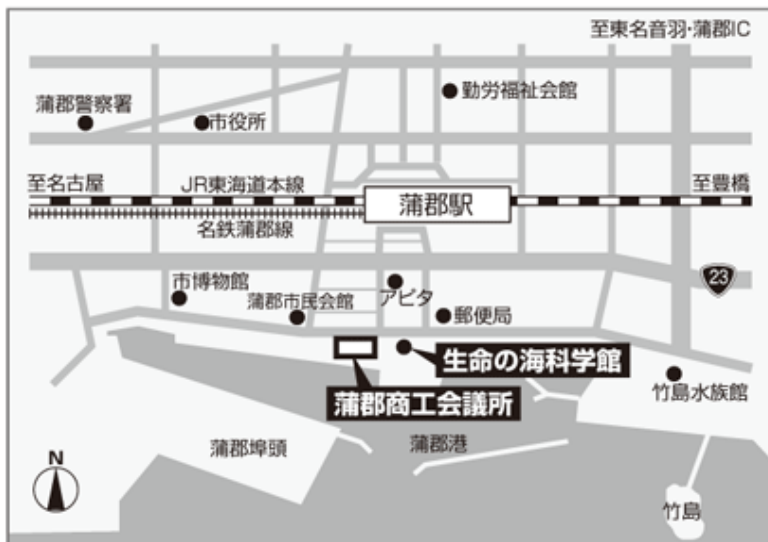 至東名音羽・蒲郡IC
勤労福祉会館
蒲郡警察署
市役所
至名古屋
JR東海道本線
至豊橋
蒲郡駅
名鉄蒲郡線
23
市博物館
アピタ
蒲郡市民会館
郵便局
生命の海科学館
竹島水族館
蒲郡商工会議所
蒲郡埠頭
蒲郡港
N
竹島